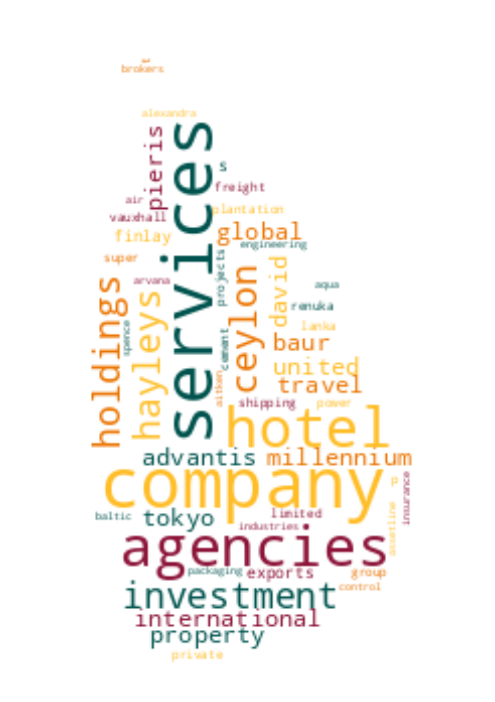 brokers
alexandra
services
pieris
s
freight
air
plantation
vauxhall
global
finlay
engineering
super
projects
david
ceylon
arvana
aqua
holdings
hayleys
renuka
spence
lanka
cement
baur
united
travel
aitken
shipping
power
hotel
advantis
millennium
company
p
insurance
baltic
tokyo
limited
industries
assetline
agencies
packaging
exports
group
control
investment
international
property
private